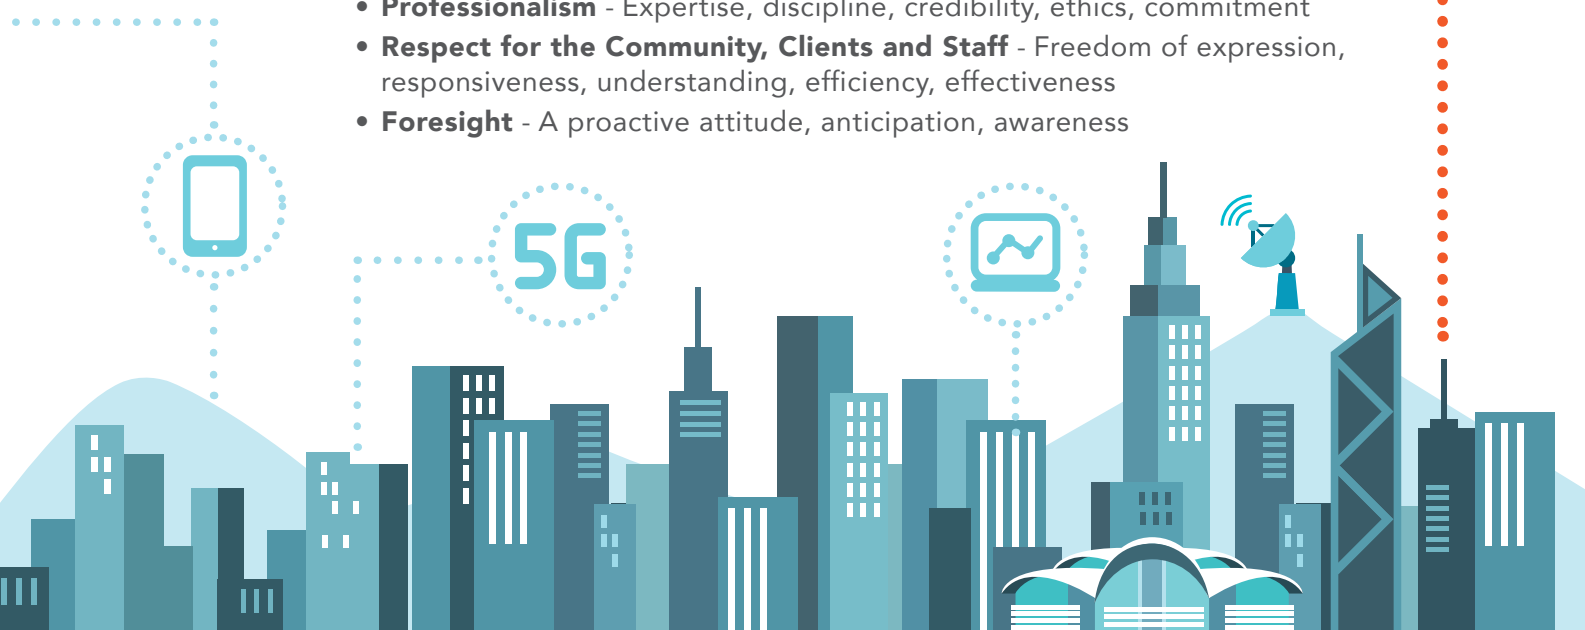 • Professionalism - Expertise, discipline, credibility, ethics, commitment
• Respect for the Community, Clients and Staff - Freedom of expression,
responsiveness, understanding, efficiency, effectiveness
• Foresight - A proactive attitude, anticipation, awareness
5G